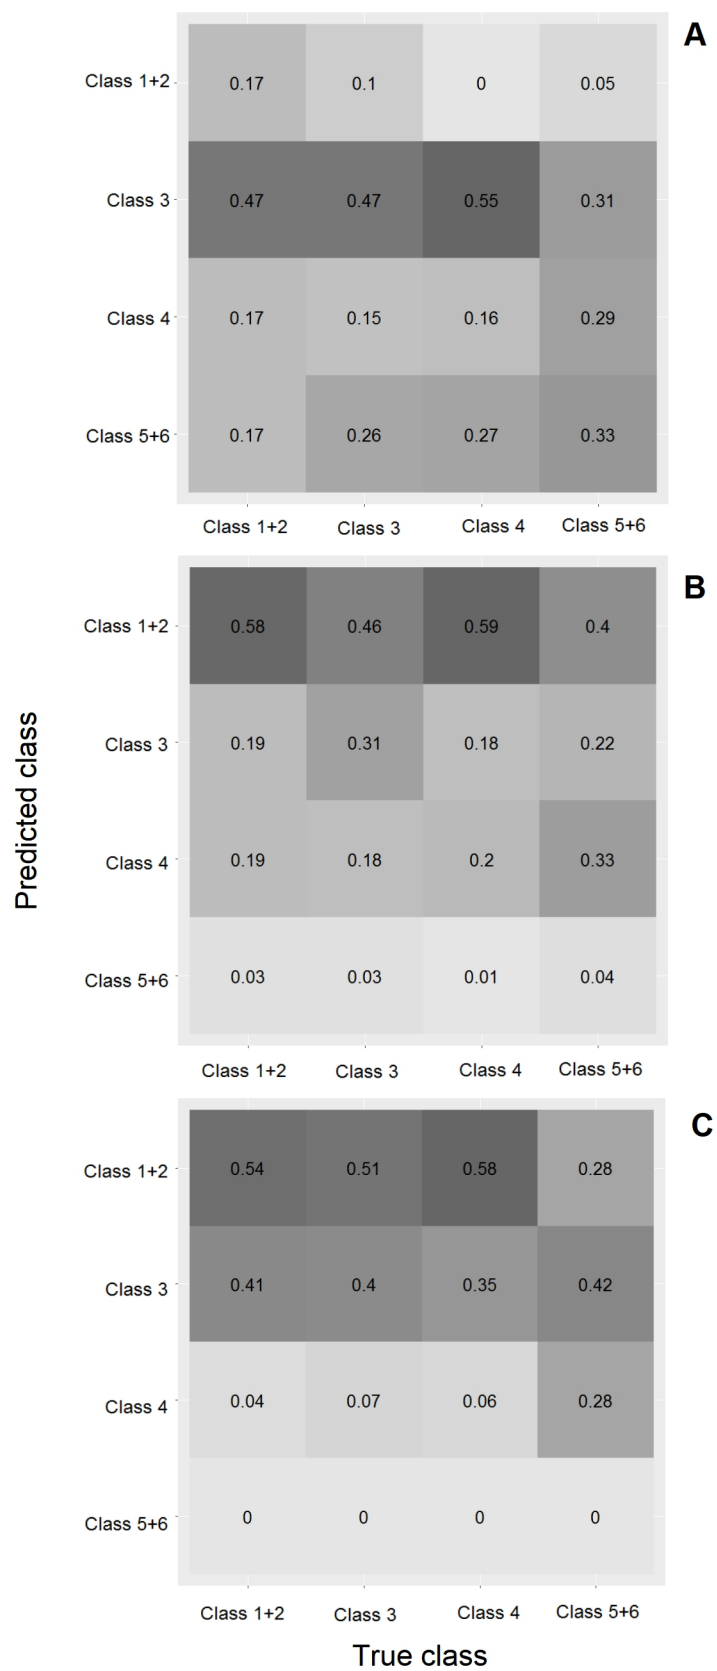 A
Class 1+2 0.17 0.1 0 0.05
Class 3 0.47 0.47 0.55 0.31
Class 4 0.17 0.15 0.16 0.29
Class 5+6 0.17 0.26 0.27 0.33
Class 1+2 Class 3 Class 4 Class 5+6
B
Class 1+2 0.58 0.46 0.59 0.4
Class 3 0.19 0.31 0.18 0.22
Class 4 0.19 0.18 0.2 0.33
Class 5+6 0.03 0.03 0.01 0.04
Class 1+2 Class 3 Class 4 Class 5+6
Predicted class
C
Class 1+2 0.54 0.51 0.58 0.28
Class 3 0.41 0.4 0.35 0.42
Class 4 0.04 0.07 0.06 0.28
Class 5+6 0 0 0 0
Class 1+2 Class 3 Class 4 Class 5+6
True class